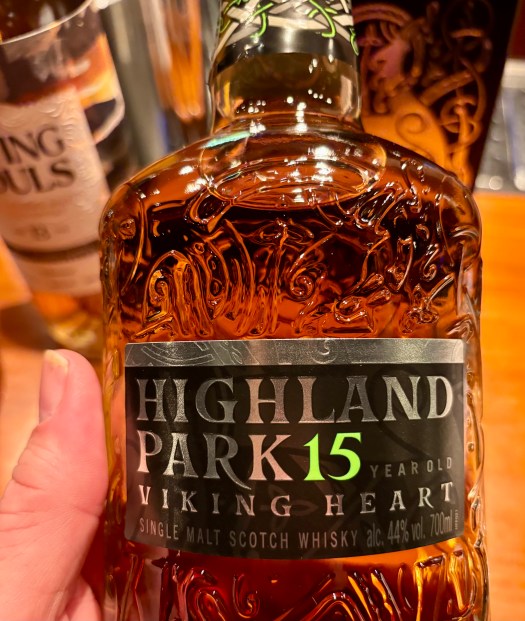 ING
OULS
HIGHLAND
PARK 15 YEAR OLD
VIKING HEART
SINGLE MALT SCOTCH WHISKY alc. 44% vol. 700ml